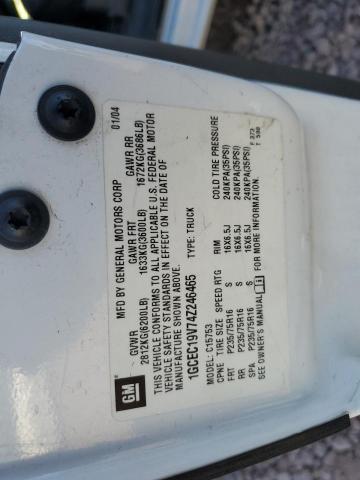 GM
MFD BY GENERAL MOTORS CORP 01/04
GVWR GAWR FRT GAWR RR
2812KG(6200LB) 1633KG(3600LB) 1672KG(3686LB)
THIS VEHICLE CONFORMS TO ALL APPLICABLE U.S. FEDERAL MOTOR
VEHICLE SAFETY STANDARDS IN EFFECT ON THE DATE OF
MANUFACTURE SHOWN ABOVE.
1GCEC19V74Z246465 TYPE: TRUCK
MODEL: C15753
CPNE TIRE SIZE SPEED RTG RIM COLD TIRE PRESSURE
FRT P235/75R16 S 16X6.5J 240KPA(35PSI)
RR P235/75R16 S 16X6.5J 240KPA(35PSI)
SPA P235/75R16 S 16X6.5J 240KPA(35PSI)
SEE OWNER'S MANUAL